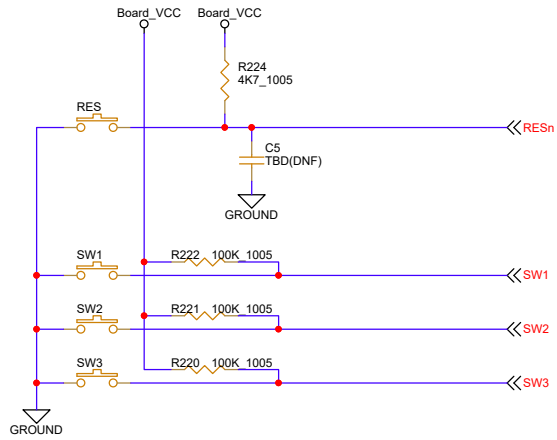 Board_VCC Board_VCC
R224
4K7_1005
RES
RESn
C5
TBD(DNF)
GROUND
SW1 R222 100K_1005
SW1
SW2 R221 100K_1005
SW2
SW3 R220 100K_1005
SW3
GROUND